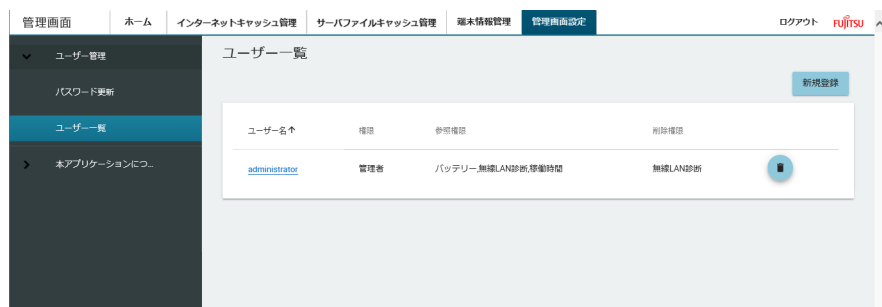 管理画面 ホーム インターネットキャッシュ管理 サーバファイルキャッシュ管理 端末情報管理 管理画面設定 ログアウト FUJITSU
ユーザー管理
パスワード更新
ユーザー一覧
本アプリケーションにつ...
ユーザー一覧
新規登録
ユーザー名↑ 権限 参照権限 削除権限
administrator 管理者 バッテリー,無線LAN診断,稼働時間 無線LAN診断